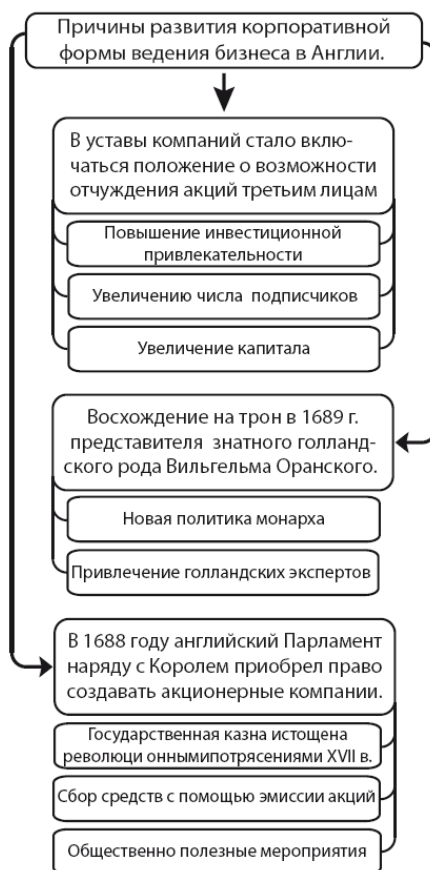 Причины развития корпоративной
формы ведения бизнеса в Англии.
В уставы компаний стало вклю-
чаться положение о возможности
отчуждения акций третьим лицам
Повышение инвестиционной
привлекательности
Увеличению числа подписчиков
Увеличение капитала
Восхождение на трон в 1689 г.
представителя знатного голланд-
ского рода Вильгельма Оранского.
Новая политика монарха
Привлечение голландских экспертов
В 1688 году английский Парламент
наряду с Королем приобрел право
создавать акционерные компании.
Государственная казна истощена
революци оннымипотрясениями XVII в.
Сбор средств с помощью эмиссии акций
Общественно полезные мероприятия